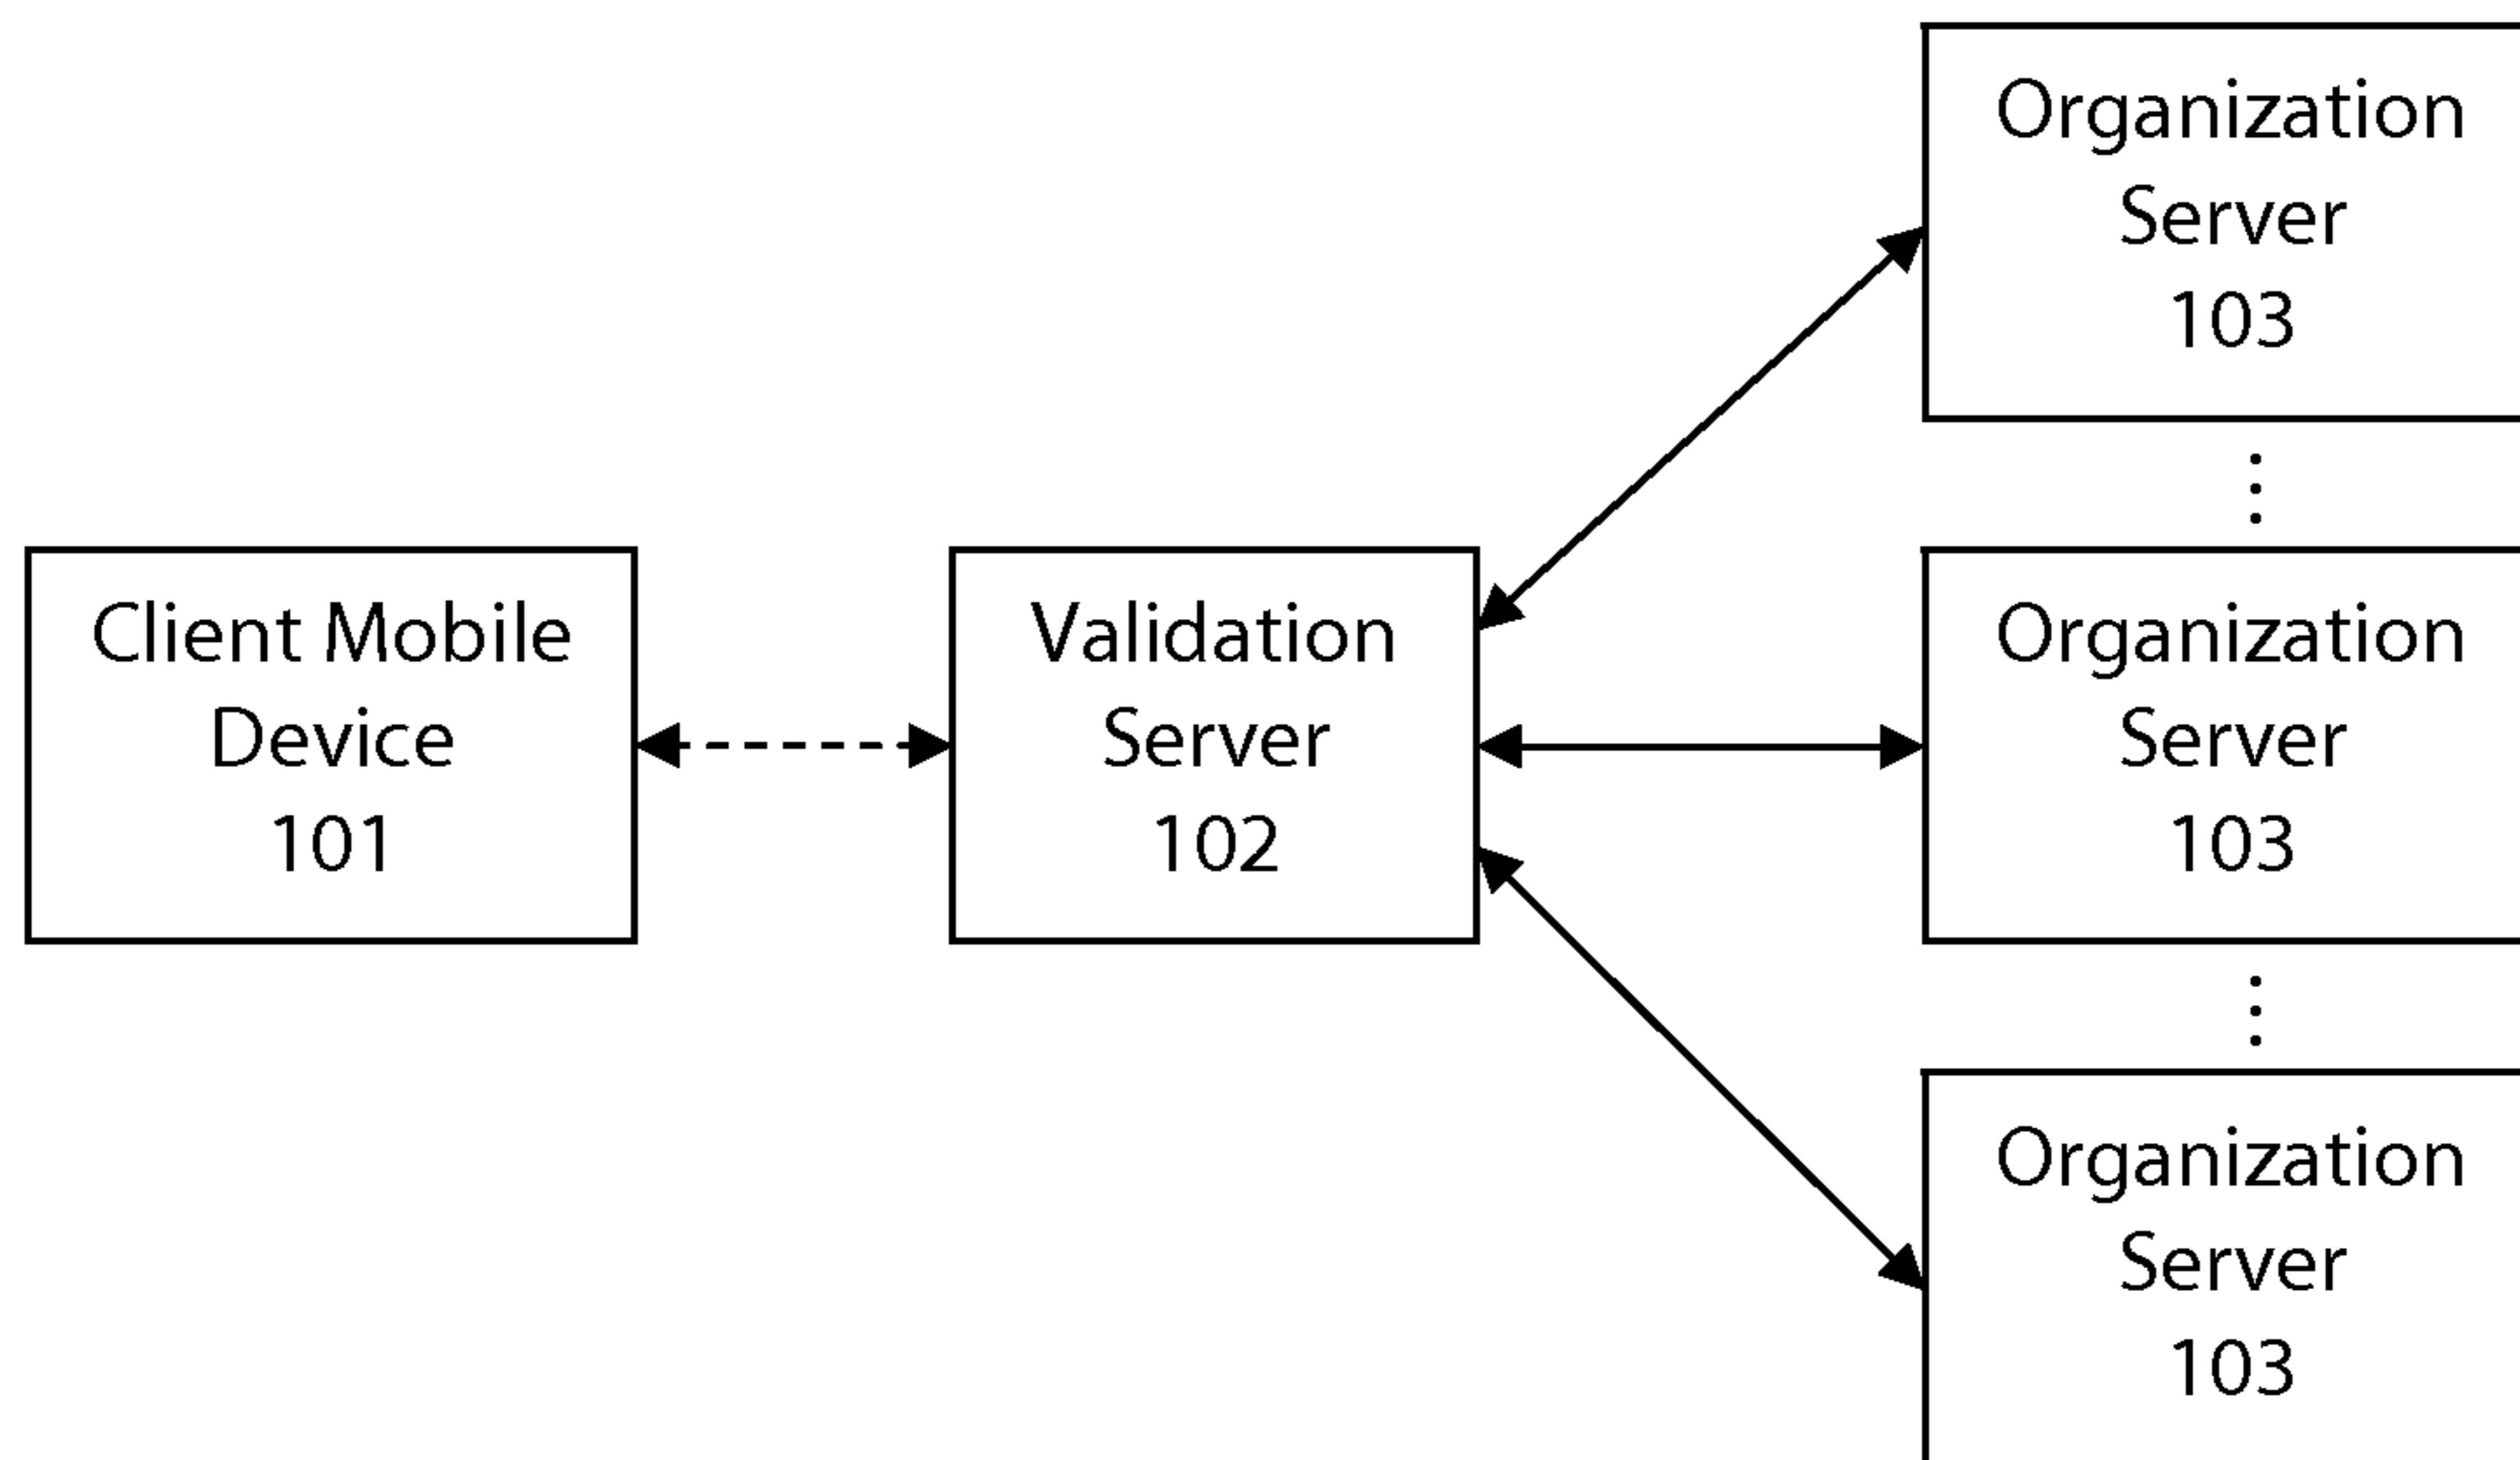 Organization
Server
103
Client Mobile
Device
101
Validation
Server
102
Organization
Server
103
Organization
Server
103